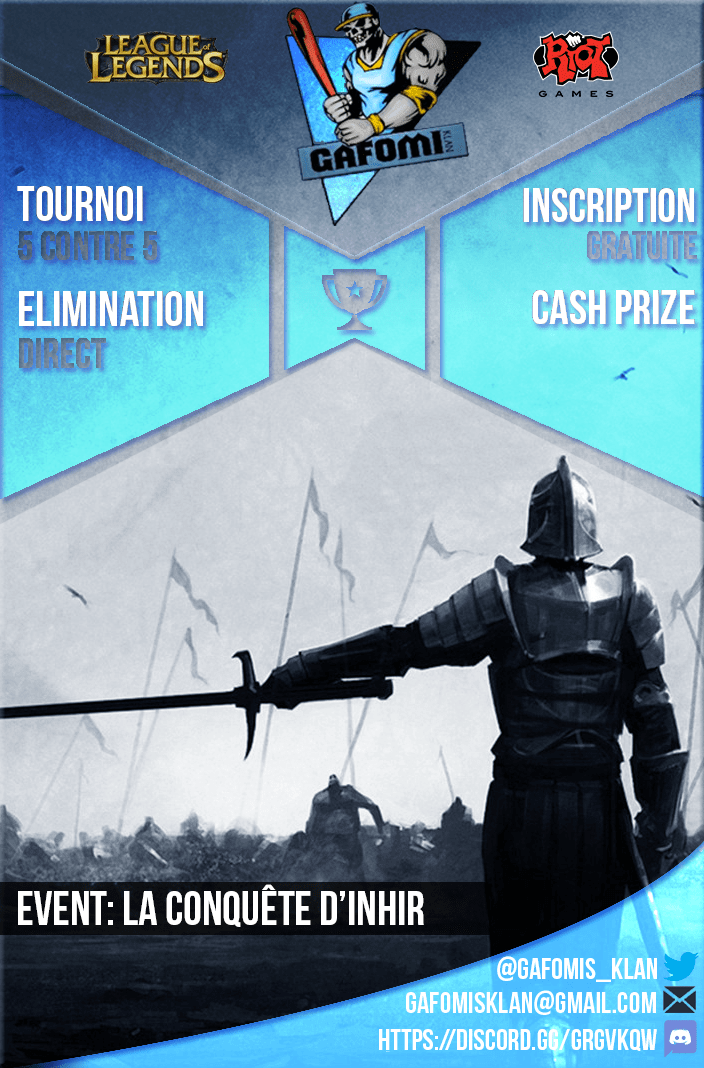 LEAGUE of
LEGENDS
GAFOMI KLAN
RIOT
GAMES
TOURNOI
5 CONTRE 5
ELIMINATION
DIRECT
INSCRIPTION
GRATUITE
CASH PRIZE
EVENT: LA CONQUÊTE D'INHIR
@GAFOMIS_KLAN
GAFOMISKLAN@GMAIL.COM
HTTPS://DISCORD.GG/GRGVKQW